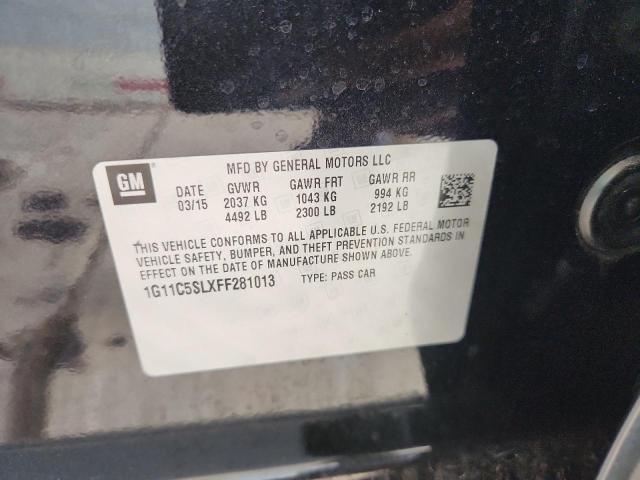 GM
MFD BY GENERAL MOTORS LLC
DATE GVWR GAWR FRT GAWR RR
03/15 2037 KG 1043 KG 994 KG
4492 LB 2300 LB 2192 LB
THIS VEHICLE CONFORMS TO ALL APPLICABLE U.S. FEDERAL MOTOR
VEHICLE SAFETY, BUMPER, AND THEFT PREVENTION STANDARDS IN
EFFECT ON THE DATE OF MANUFACTURE SHOWN ABOVE.
1G11C5SLXFF281013 TYPE: PASS CAR